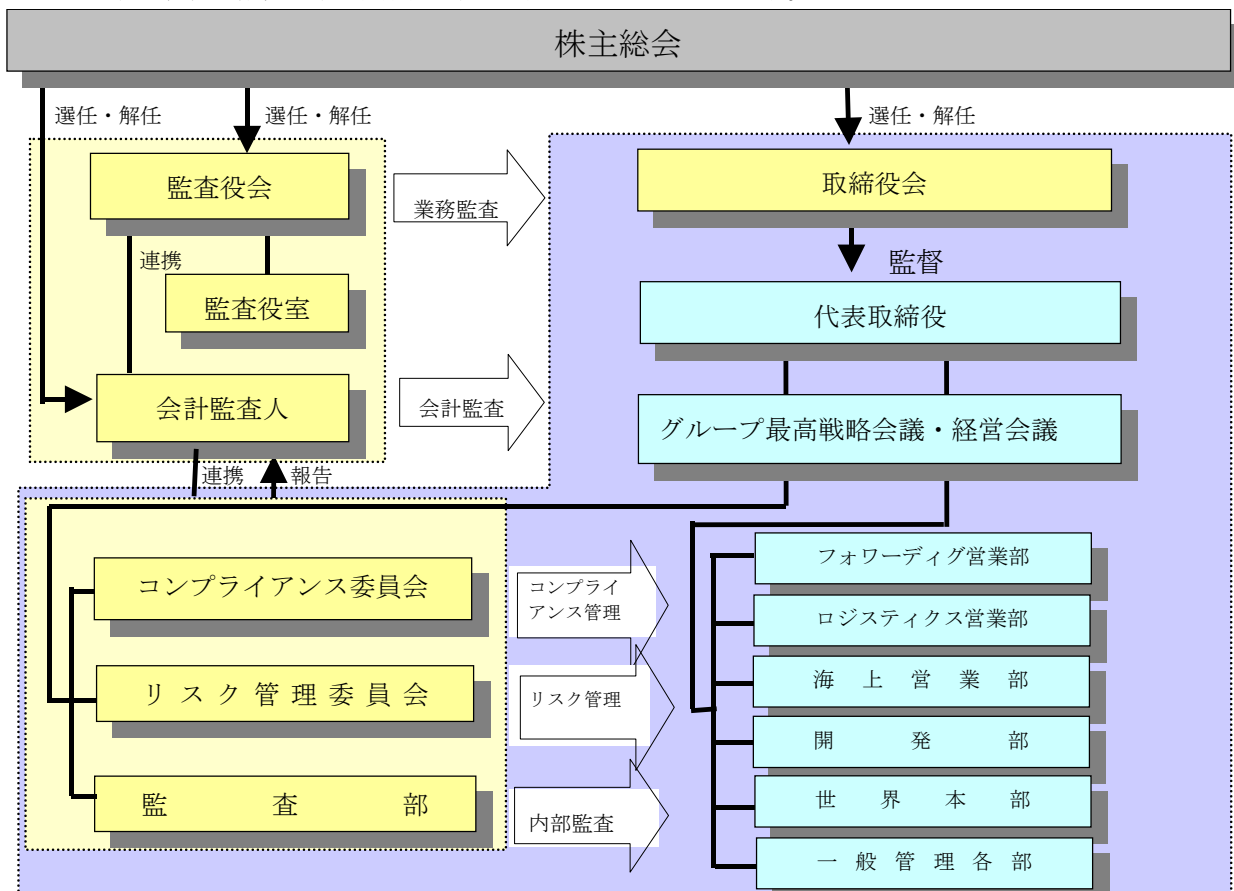 株主総会
選任・解任
選任・解任
選任・解任
監査役会
業務監査
取締役会
連携
監督
監査役室
代表取締役
会計監査人
会計監査
グループ最高戦略会議・経営会議
連携
報告
コンプライアンス委員会
コンプライ
アンス管理
フォワーディグ営業部
ロジスティクス営業部
リスク管理委員会
リスク管理
海上営業部
開発部
監査部
内部監査
世界本部
一般管理各部